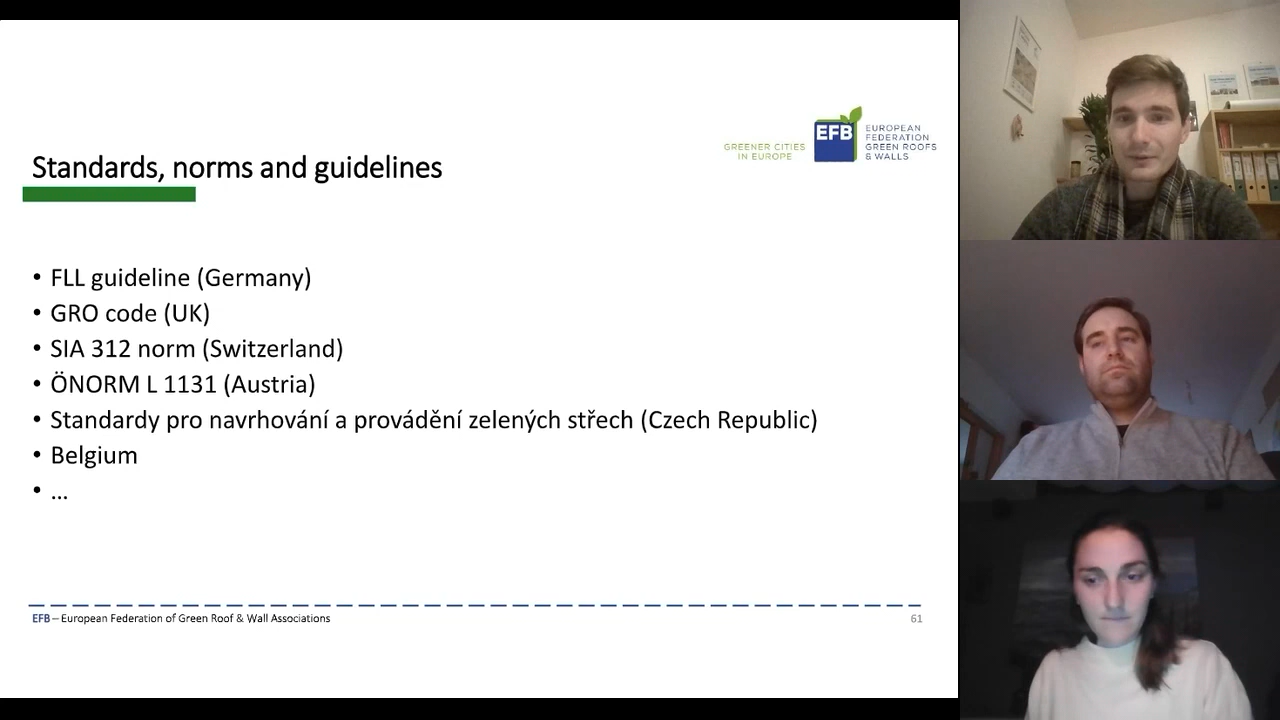 GREENER CITIES
IN EUROPE
EFB
EUROPEAN
FEDERATION
GREEN ROOFS
& WALLS
Standards, norms and guidelines
• FLL guideline (Germany)
• GRO code (UK)
• SIA 312 norm (Switzerland)
• ÖNORM L 1131 (Austria)
• Standardy pro navrhování a provádění zelených střech (Czech Republic)
• Belgium
• ...
EFB – European Federation of Green Roof & Wall Associations
61